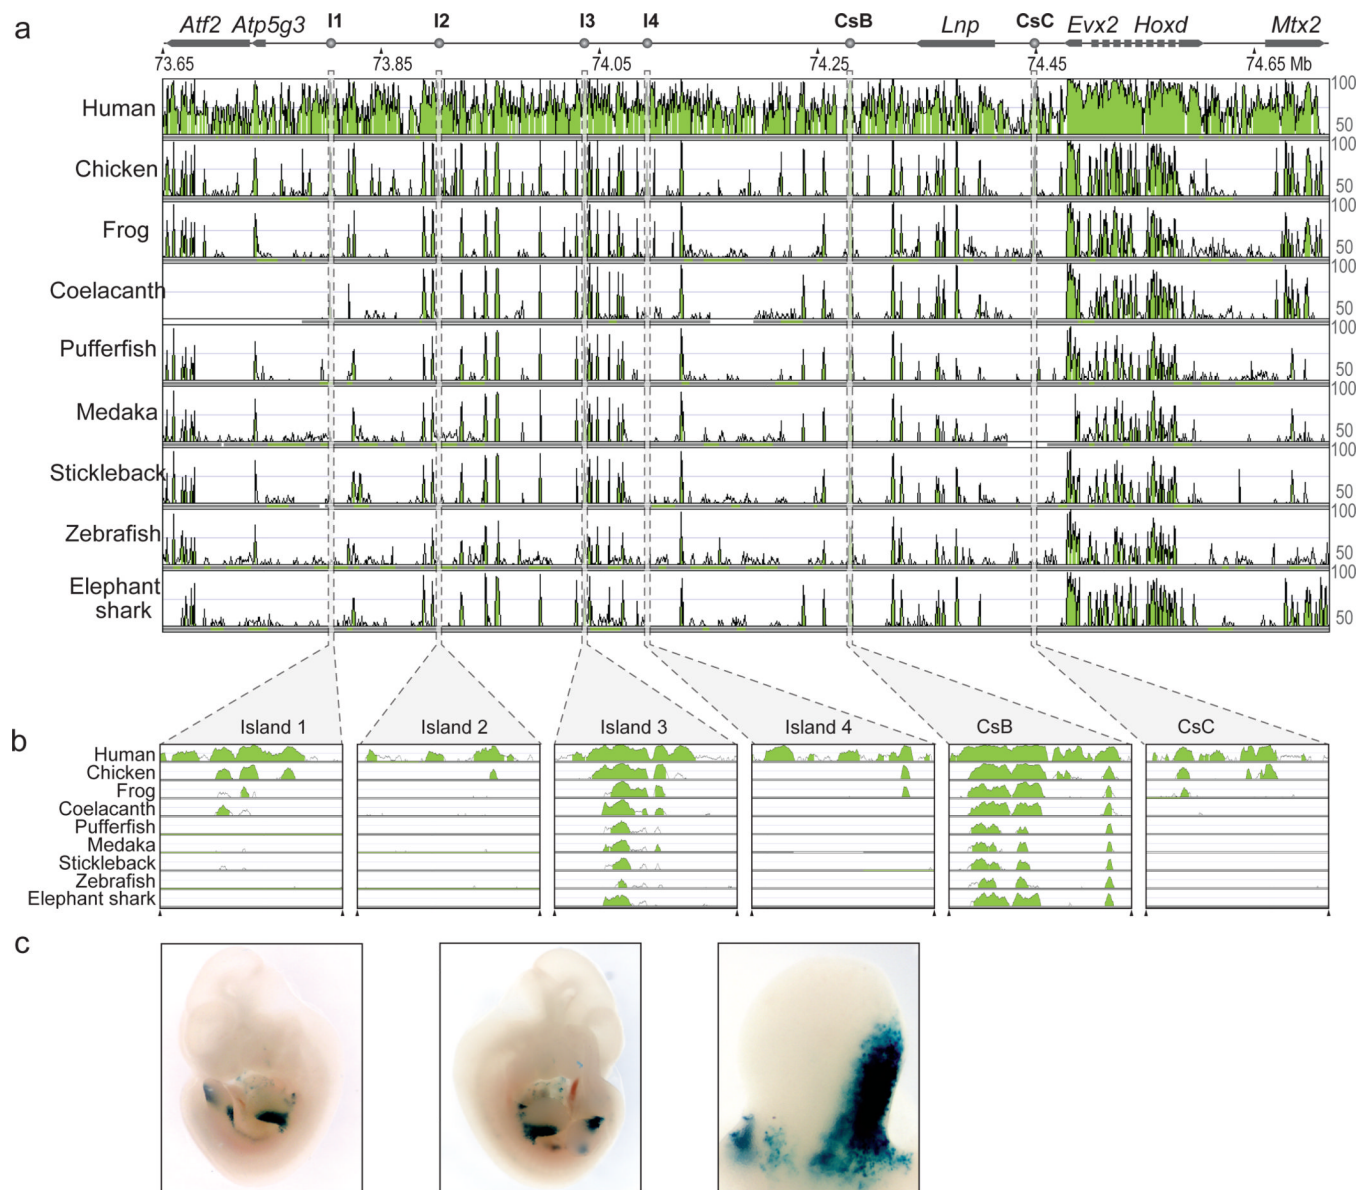 a
Atf2 Atp5g3 I1 I2 I3 I4 CsB Lnp CsC Evx2 Hoxd Mtx2
73.65 73.85 74.05 74.25 74.45 74.65 Mb
Human 100
50
Chicken 100
50
Frog 100
50
Coelacanth 100
50
Pufferfish 100
50
Medaka 100
50
Stickleback 100
50
Zebrafish 100
50
Elephant 100
shark 50
b
Island 1 Island 2 Island 3 Island 4 CsB CsC
Human
Chicken
Frog
Coelacanth
Pufferfish
Medaka
Stickleback
Zebrafish
Elephant shark
c